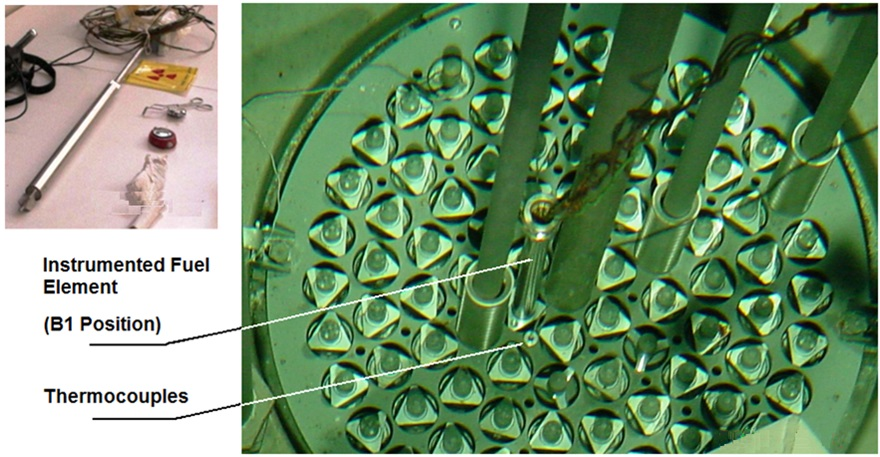 Instrumented Fuel
Element
(B1 Position)
Thermocouples